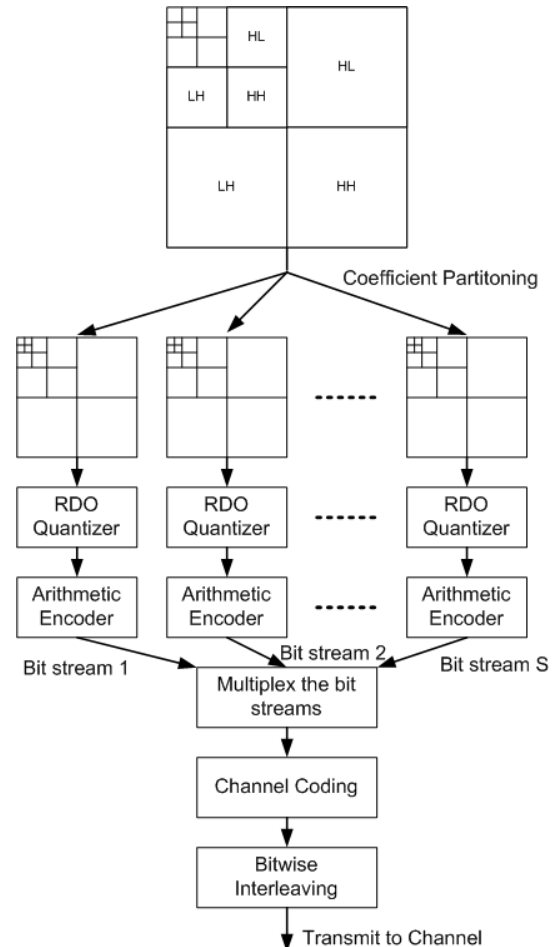 HL
HL
LH
HH
LH
HH
Coefficient Partitoning
RDO
Quantizer
RDO
Quantizer
RDO
Quantizer
Arithmetic
Encoder
Arithmetic
Encoder
Arithmetic
Encoder
Bit stream 1
Bit stream 2
Bit stream S
Multiplex the bit
streams
Channel Coding
Bitwise
Interleaving
Transmit to Channel